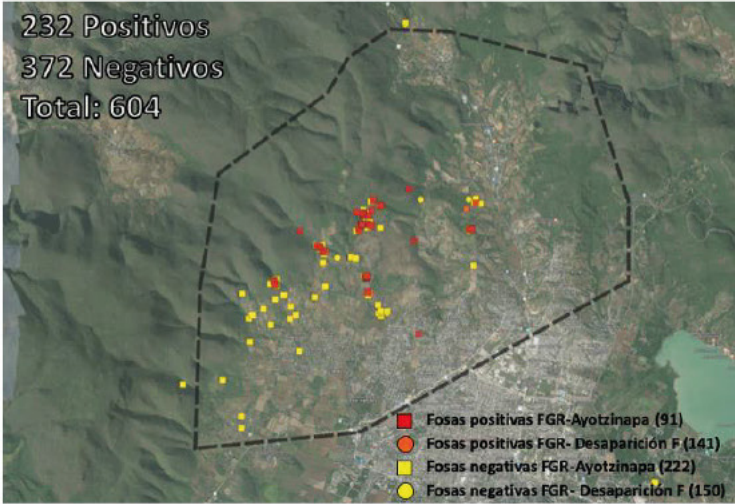 232 Positivos
372 Negativos
Total: 604
Fosas positivas FGR-Ayotzinapa (91)
Fosas positivas FGR- Desaparición F (141)
Fosas negativas FGR-Ayotzinapa (222)
Fosas negativas FGR- Desaparición F (150)